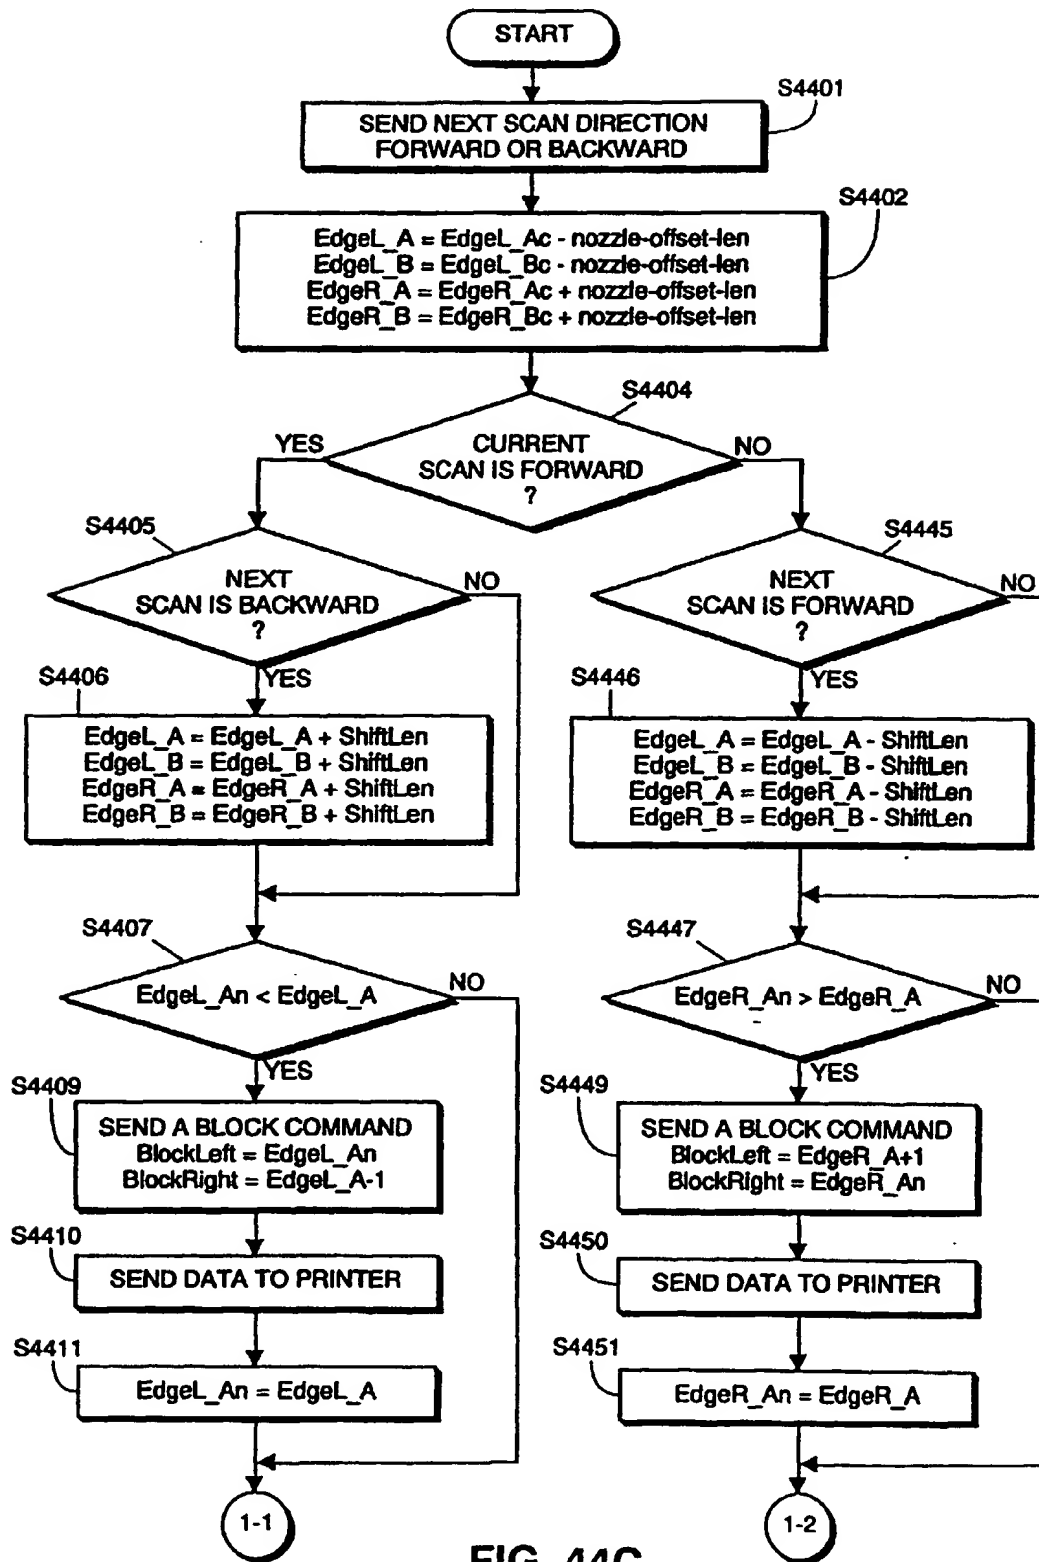 START
S4401
SEND NEXT SCAN DIRECTION
FORWARD OR BACKWARD
S4402
EdgeL_A = EdgeL_Ac - nozzle-offset-len
EdgeL_B = EdgeL_Bc - nozzle-offset-len
EdgeR_A = EdgeR_Ac + nozzle-offset-len
EdgeR_B = EdgeR_Bc + nozzle-offset-len
S4404
YES
CURRENT
SCAN IS FORWARD
?
NO
S4405
NEXT
SCAN IS BACKWARD
?
NO
YES
S4445
NEXT
SCAN IS FORWARD
?
NO
YES
S4406
EdgeL_A = EdgeL_A + ShiftLen
EdgeL_B = EdgeL_B + ShiftLen
EdgeR_A = EdgeR_A + ShiftLen
EdgeR_B = EdgeR_B + ShiftLen
S4446
EdgeL_A = EdgeL_A - ShiftLen
EdgeL_B = EdgeL_B - ShiftLen
EdgeR_A = EdgeR_A - ShiftLen
EdgeR_B = EdgeR_B - ShiftLen
S4407
EdgeL_An < EdgeL_A
NO
YES
S4447
EdgeR_An > EdgeR_A
NO
YES
S4409
SEND A BLOCK COMMAND
BlockLeft = EdgeL_An
BlockRight = EdgeL_A-1
S4449
SEND A BLOCK COMMAND
BlockLeft = EdgeR_A+1
BlockRight = EdgeR_An
S4410
SEND DATA TO PRINTER
S4450
SEND DATA TO PRINTER
S4411
EdgeL_An = EdgeL_A
S4451
EdgeR_An = EdgeR_A
1-1
1-2
FIG. 44C